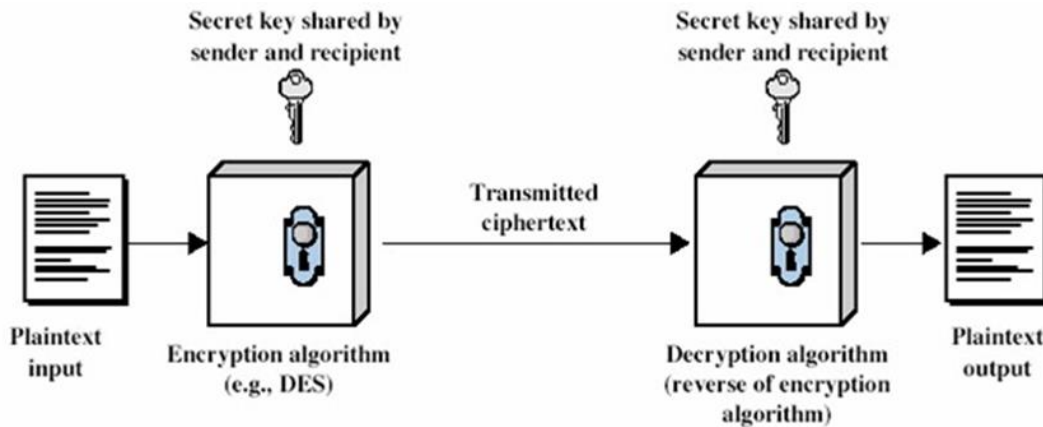 Secret key shared by
sender and recipient
Secret key shared by
sender and recipient
Transmitted
ciphertext
Plaintext
input
Encryption algorithm
(e.g., DES)
Decryption algorithm
(reverse of encryption
algorithm)
Plaintext
output